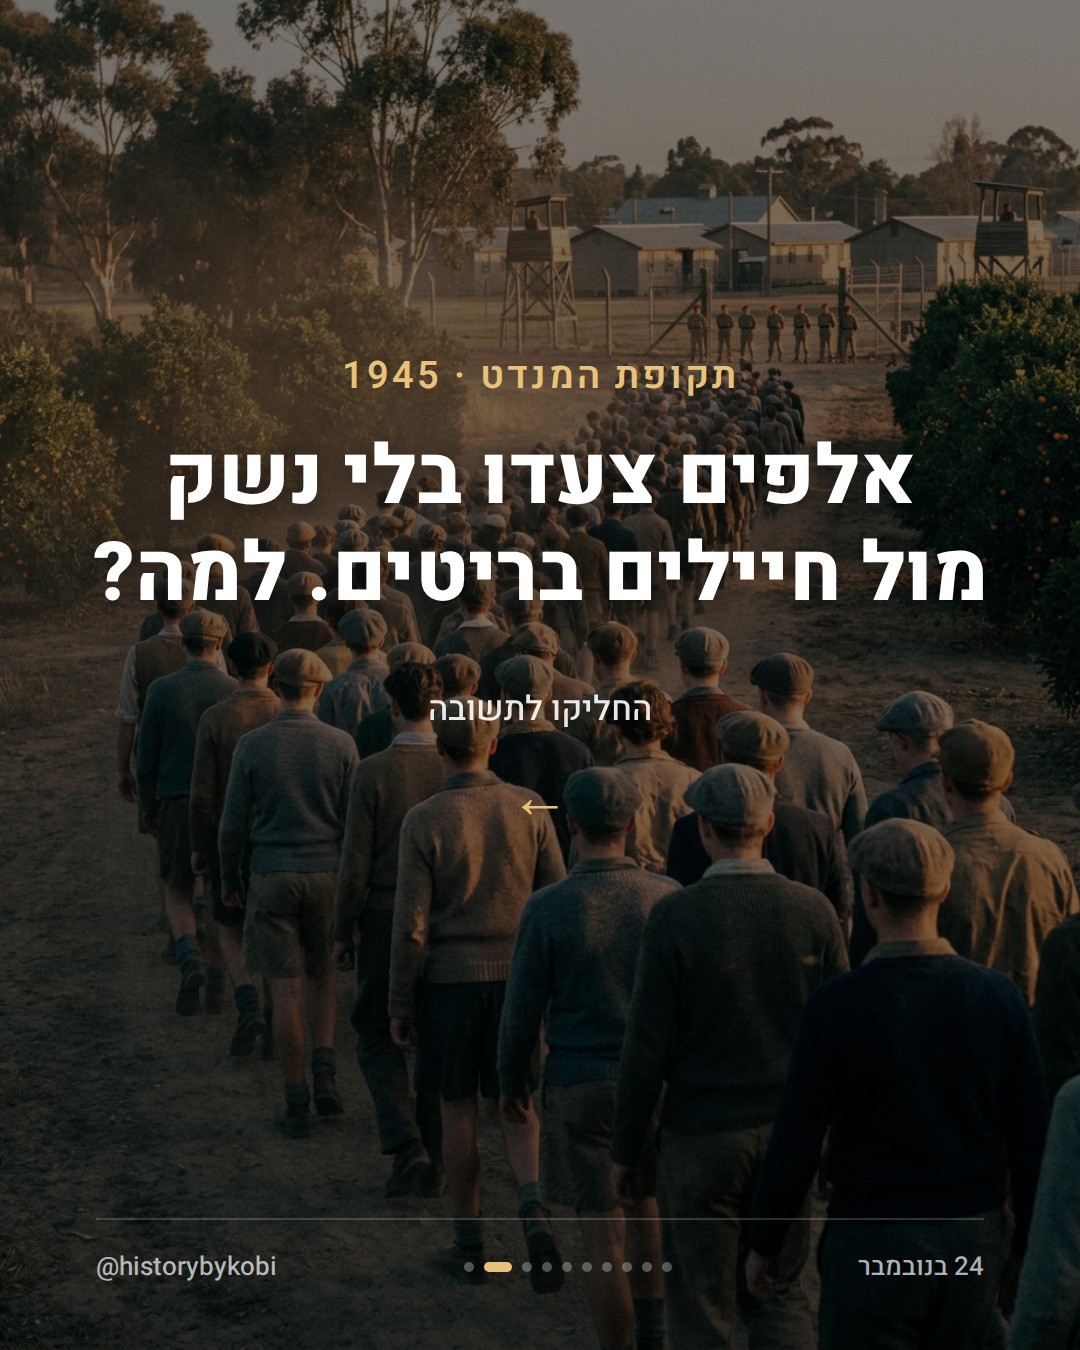 תקופת המנדט · 1945
אלפים צעדו בלי נשק
מול חיילים בריטים. למה?
החליקו לתשובה
←
24 בנובמבר
@historybykobi